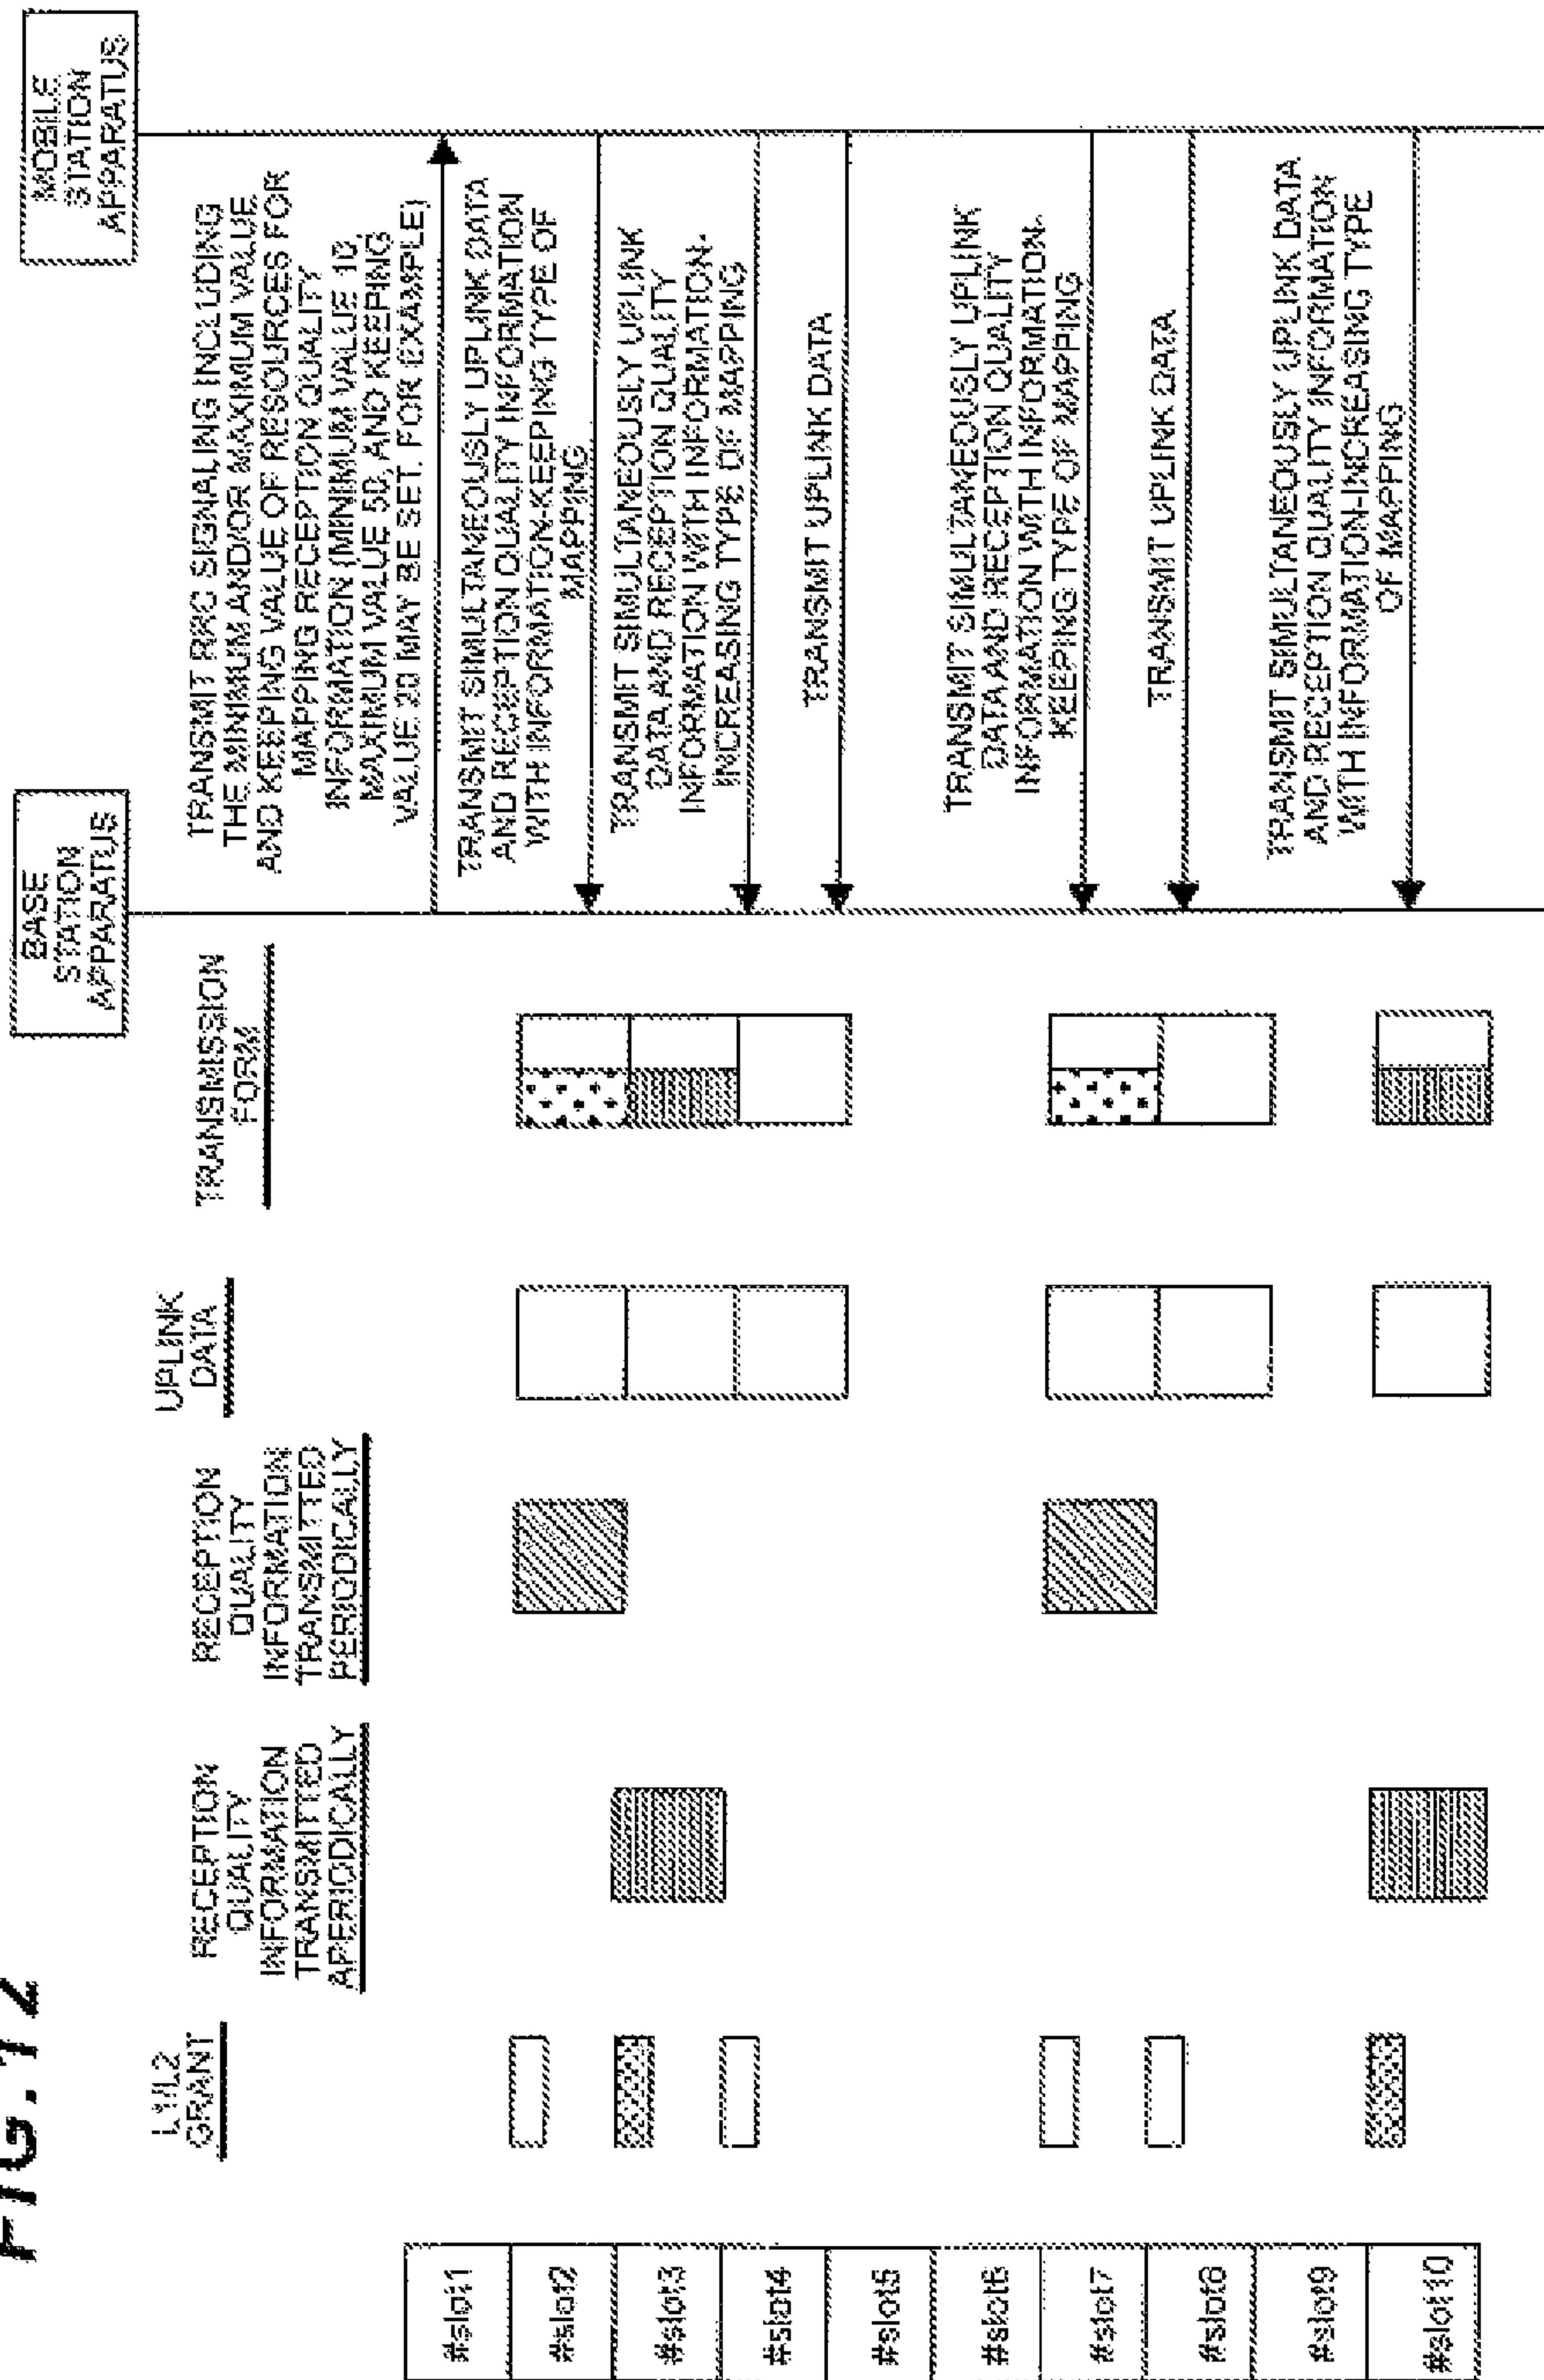 FIG. 12
L1/L2
GRANT
RECEPTION
QUALITY
INFORMATION
TRANSMITTED
APERIODICALLY
RECEPTION
QUALITY
INFORMATION
TRANSMITTED
PERIODICALLY
UPLINK
DATA
TRANSMISSION
FORM
BASE
STATION
APPARATUS
MOBILE
STATION
APPARATUS
#slot1
#slot2
#slot3
#slot4
#slot5
#slot6
#slot7
#slot8
#slot9
#slot10
TRANSMIT RRC SIGNALING INCLUDING
THE MINIMUM AND/OR MAXIMUM VALUE
AND KEEPING VALUE OF RESOURCES FOR
MAPPING RECEPTION QUALITY
INFORMATION (MINIMUM VALUE 10,
MAXIMUM VALUE 50, AND KEEPING
VALUE 20 MAY BE SET, FOR EXAMPLE)
TRANSMIT SIMULTANEOUSLY UPLINK DATA
AND RECEPTION QUALITY INFORMATION
WITH INFORMATION-KEEPING TYPE OF
MAPPING
TRANSMIT SIMULTANEOUSLY UPLINK
DATA AND RECEPTION QUALITY
INFORMATION WITH INFORMATION-
INCREASING TYPE OF MAPPING
TRANSMIT UPLINK DATA
TRANSMIT SIMULTANEOUSLY UPLINK
DATA AND RECEPTION QUALITY
INFORMATION WITH INFORMATION-
KEEPING TYPE OF MAPPING
TRANSMIT UPLINK DATA
TRANSMIT SIMULTANEOUSLY UPLINK DATA
AND RECEPTION QUALITY INFORMATION
WITH INFORMATION-INCREASING TYPE
OF MAPPING